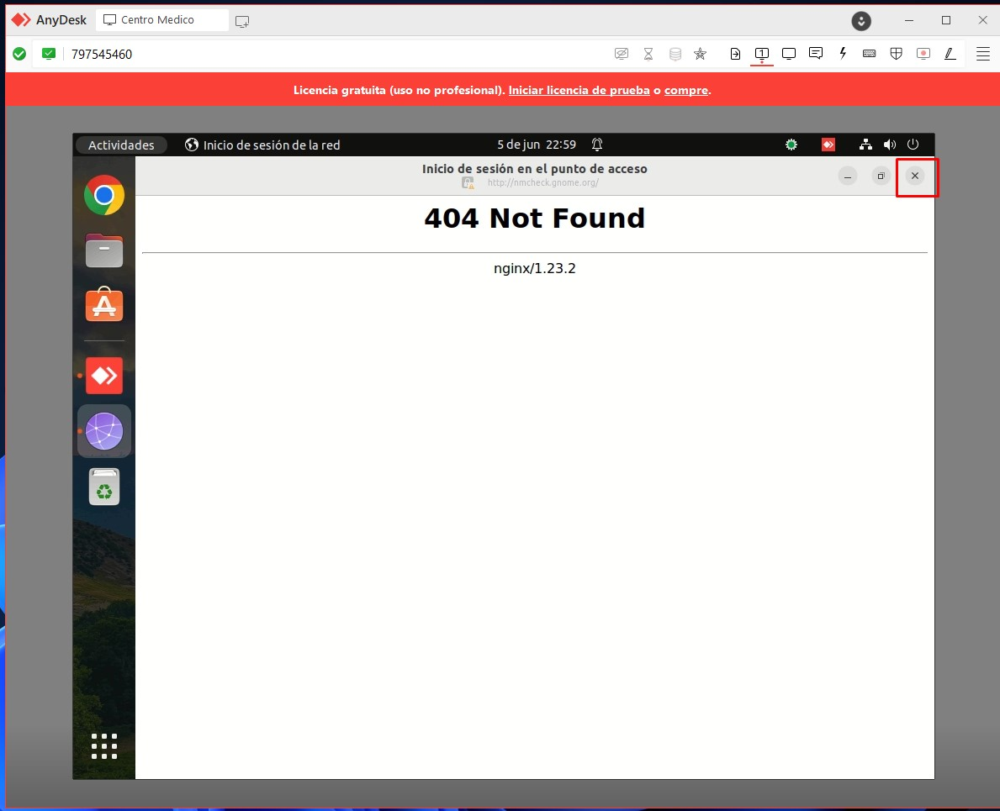 AnyDesk
Centro Medico
797545460
1
Licencia gratuita (uso no profesional). Iniciar licencia de prueba o compre.
Actividades
Inicio de sesión de la red
5 de jun 22:59
Inicio de sesión en el punto de acceso
http://nmcheck.gnome.org/
404 Not Found
nginx/1.23.2